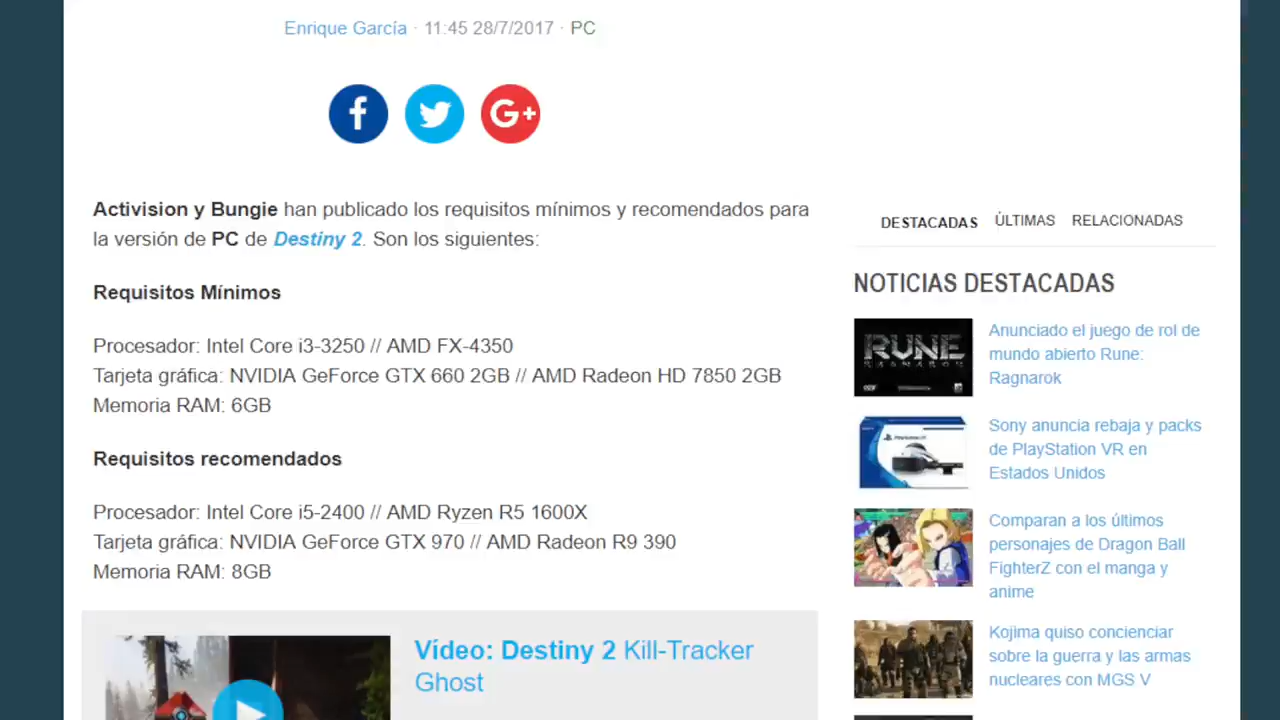 Enrique García · 11:45 28/7/2017 · PC
f
G+
Activision y Bungie han publicado los requisitos mínimos y recomendados para
la versión de PC de Destiny 2. Son los siguientes:
Requisitos Mínimos
Procesador: Intel Core i3-3250 // AMD FX-4350
Tarjeta gráfica: NVIDIA GeForce GTX 660 2GB // AMD Radeon HD 7850 2GB
Memoria RAM: 6GB
Requisitos recomendados
Procesador: Intel Core i5-2400 // AMD Ryzen R5 1600X
Tarjeta gráfica: NVIDIA GeForce GTX 970 // AMD Radeon R9 390
Memoria RAM: 8GB
Vídeo: Destiny 2 Kill-Tracker
Ghost
DESTACADAS ÚLTIMAS RELACIONADAS
NOTICIAS DESTACADAS
RUNE
RAGNAROK
Anunciado el juego de rol de
mundo abierto Rune:
Ragnarok
Sony anuncia rebaja y packs
de PlayStation VR en
Estados Unidos
Comparan a los últimos
personajes de Dragon Ball
FighterZ con el manga y
anime
Kojima quiso concienciar
sobre la guerra y las armas
nucleares con MGS V